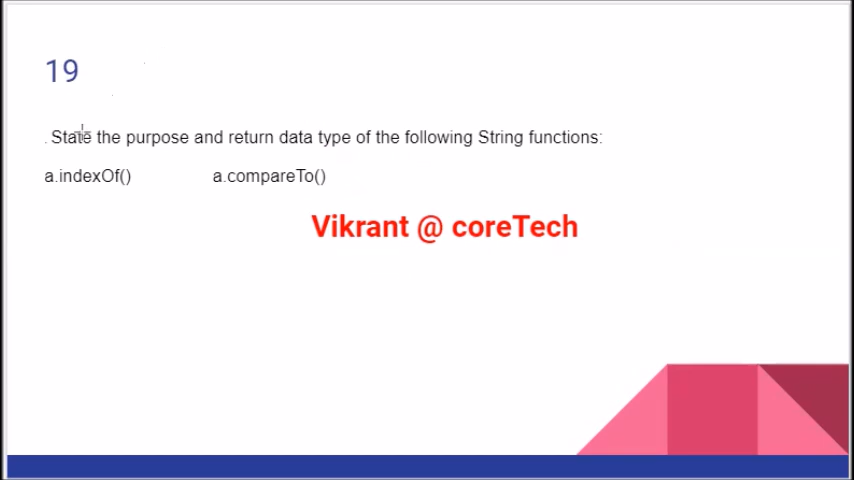 19
. State the purpose and return data type of the following String functions:
a.indexOf() a.compareTo()
Vikrant @ coreTech